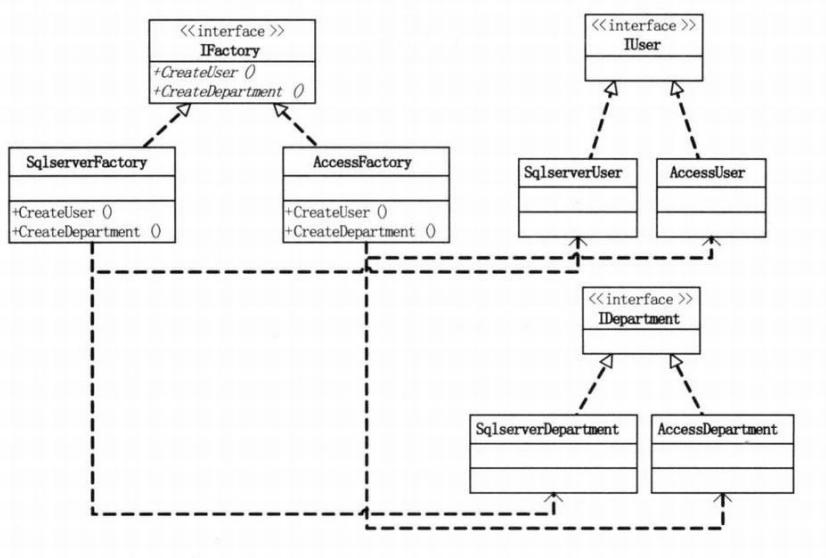 <<interface >>
IFactory
+CreateUser ()
+CreateDepartment ()
<<interface >>
IUser
SqlserverFactory
+CreateUser ()
+CreateDepartment ()
AccessFactory
+CreateUser ()
+CreateDepartment ()
SqlserverUser
AccessUser
<<interface >>
IDepartment
SqlserverDepartment
AccessDepartment